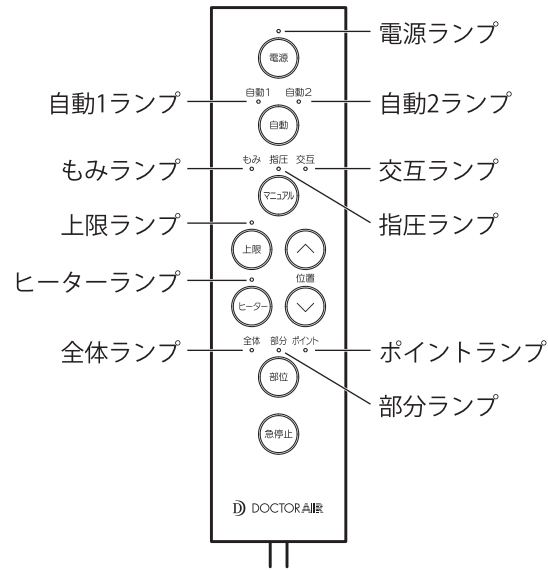 電源ランプ
電源
自動1 自動2
自動1ランプ
自動2ランプ
自動
もみ 指圧 交互
もみランプ
交互ランプ
マニュアル
指圧ランプ
上限ランプ
上限
ヒーターランプ
位置
ヒーター
全体 部分 ポイント
全体ランプ
ポイントランプ
部位
部分ランプ
急停止
DOCTORAIR